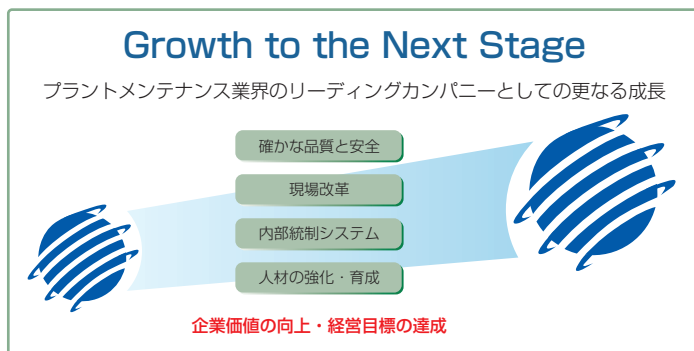 Growth to the Next Stage
プラントメンテナンス業界のリーディングカンパニーとしての更なる成長
確かな品質と安全
現場改革
内部統制システム
人材の強化・育成
企業価値の向上・経営目標の達成